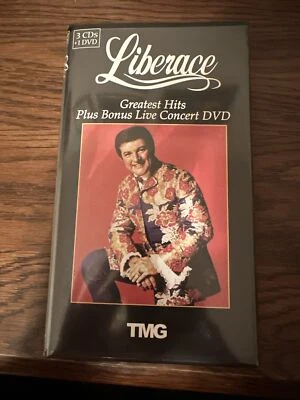 3 CDs
+1 DVD
Liberace
Greatest Hits
Plus Bonus Live Concert DVD
TMG